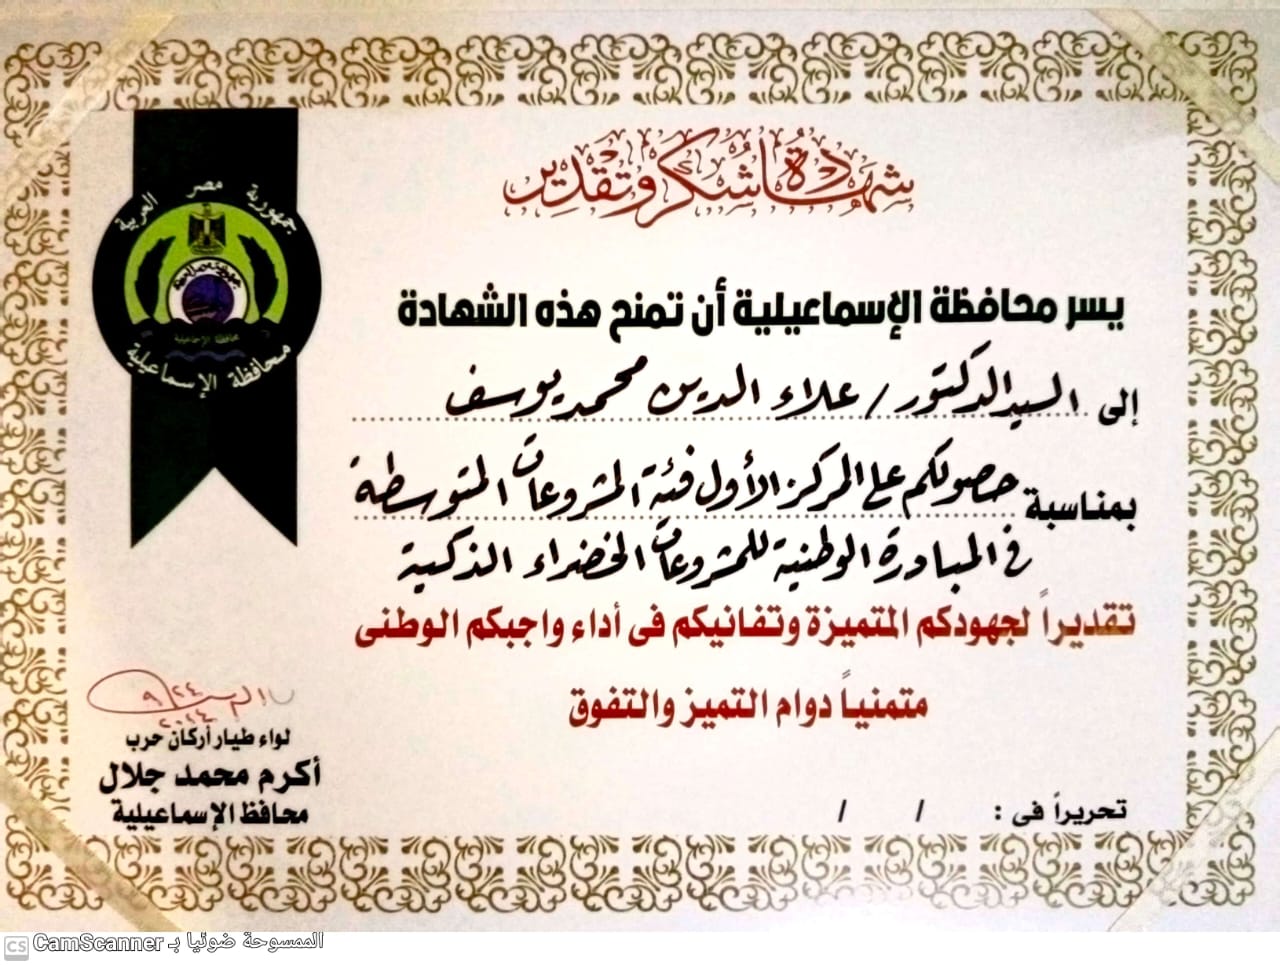 شهادة شكر وتقدير
جمهورية مصر العربية
محافظة الإسماعيلية
يسر محافظة الإسماعيلية أن تمنح هذه الشهادة
إلى السيد الدكتور / علاء الدين محمد يوسف
بمناسبة حصولكم على المركز الأول فئة المشروعات المتوسطة
فى المبادرة الوطنية للمشروعات الخضراء الذكية
تقديراً لجهودكم المتميزة وتفانيكم فى أداء واجبكم الوطنى
متمنياً دوام التميز والتفوق
٩/٢٤
٢٠٢٤
لواء طيار أركان حرب
أكرم محمد جلال
محافظ الإسماعيلية
تحريراً فى : / /
الممسوحة ضوئيا بـ CamScanner
CS